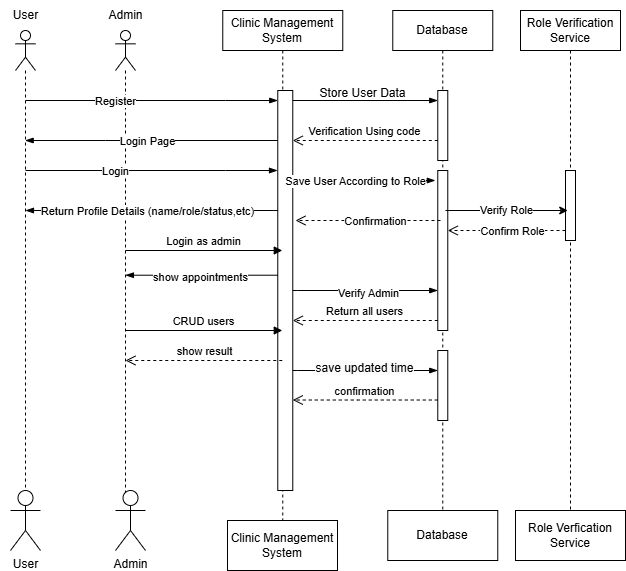 User
Admin
Clinic Management
System
Database
Role Verification
Service
Store User Data
Register
Verification Using code
Login Page
Login
Save User According to Role
Return Profile Details (name/role/status,etc)
Verify Role
Confirmation
Confirm Role
Login as admin
show appointments
Verify Admin
Return all users
CRUD users
show result
save updated time
confirmation
User
Admin
Clinic Management
System
Database
Role Verfication
Service